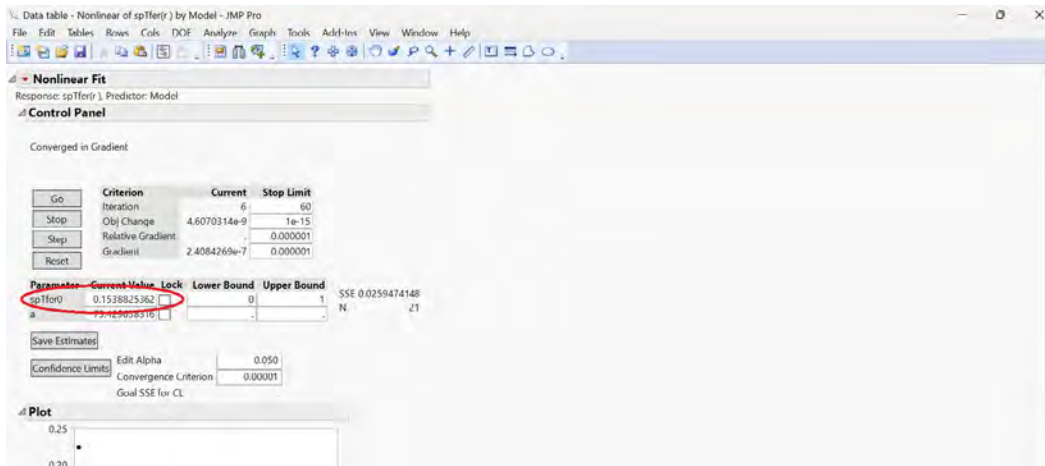 Data table - Nonlinear of spTfer(r ) by Model - JMP Pro
File Edit Tables Rows Cols DOE Analyze Graph Tools Add-Ins View Window Help
Nonlinear Fit
Response: spTfer(r ), Predictor: Model
Control Panel
Converged in Gradient
Criterion Current Stop Limit
Go
Iteration 6 60
Stop Obj Change 4.6070314e-9 1e-15
Step Relative Gradient . 0.000001
Gradient 2.4084269e-7 0.000001
Reset
Parameter Current Value Lock Lower Bound Upper Bound
spTfer0 0.1538825362 0 1 SSE 0.0259474148
a . . N 21
Save Estimates
Edit Alpha 0.050
Confidence Limits Convergence Criterion 0.00001
Goal SSE for CL .
Plot
0.25
0.20